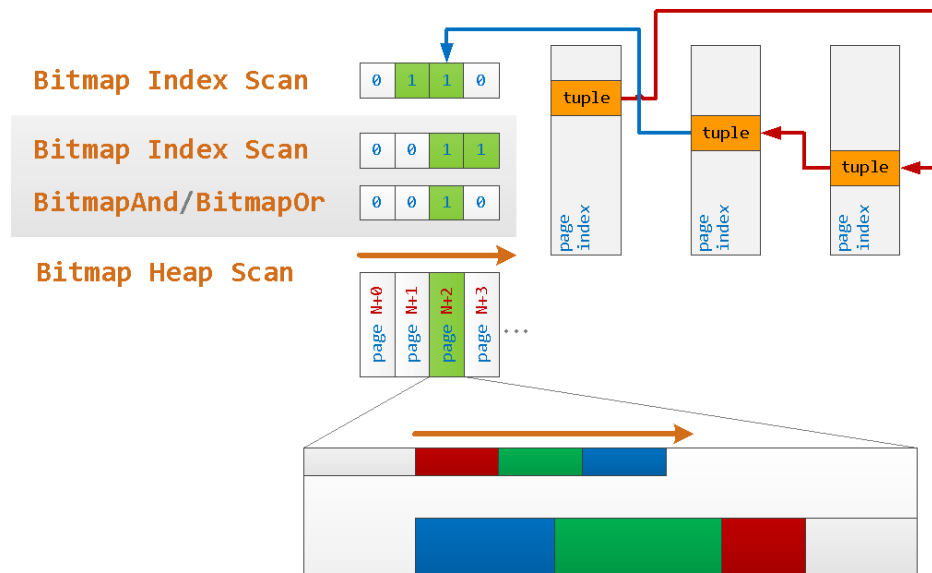 Bitmap Index Scan
0 1 1 0
Bitmap Index Scan
0 0 1 1
BitmapAnd/BitmapOr
0 0 1 0
Bitmap Heap Scan
page N+0
page N+1
page N+2
page N+3
...
tuple
page
index
tuple
page
index
tuple
page
index